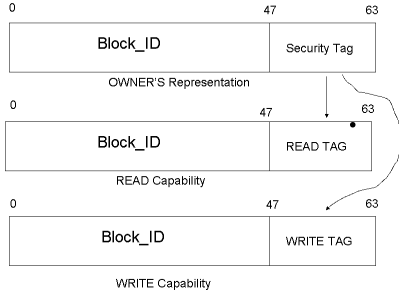 0 47 63
Block_ID Security Tag
OWNER'S Representation
0 47 63
Block_ID READ TAG
READ Capability
0 47 63
Block_ID WRITE TAG
WRITE Capability